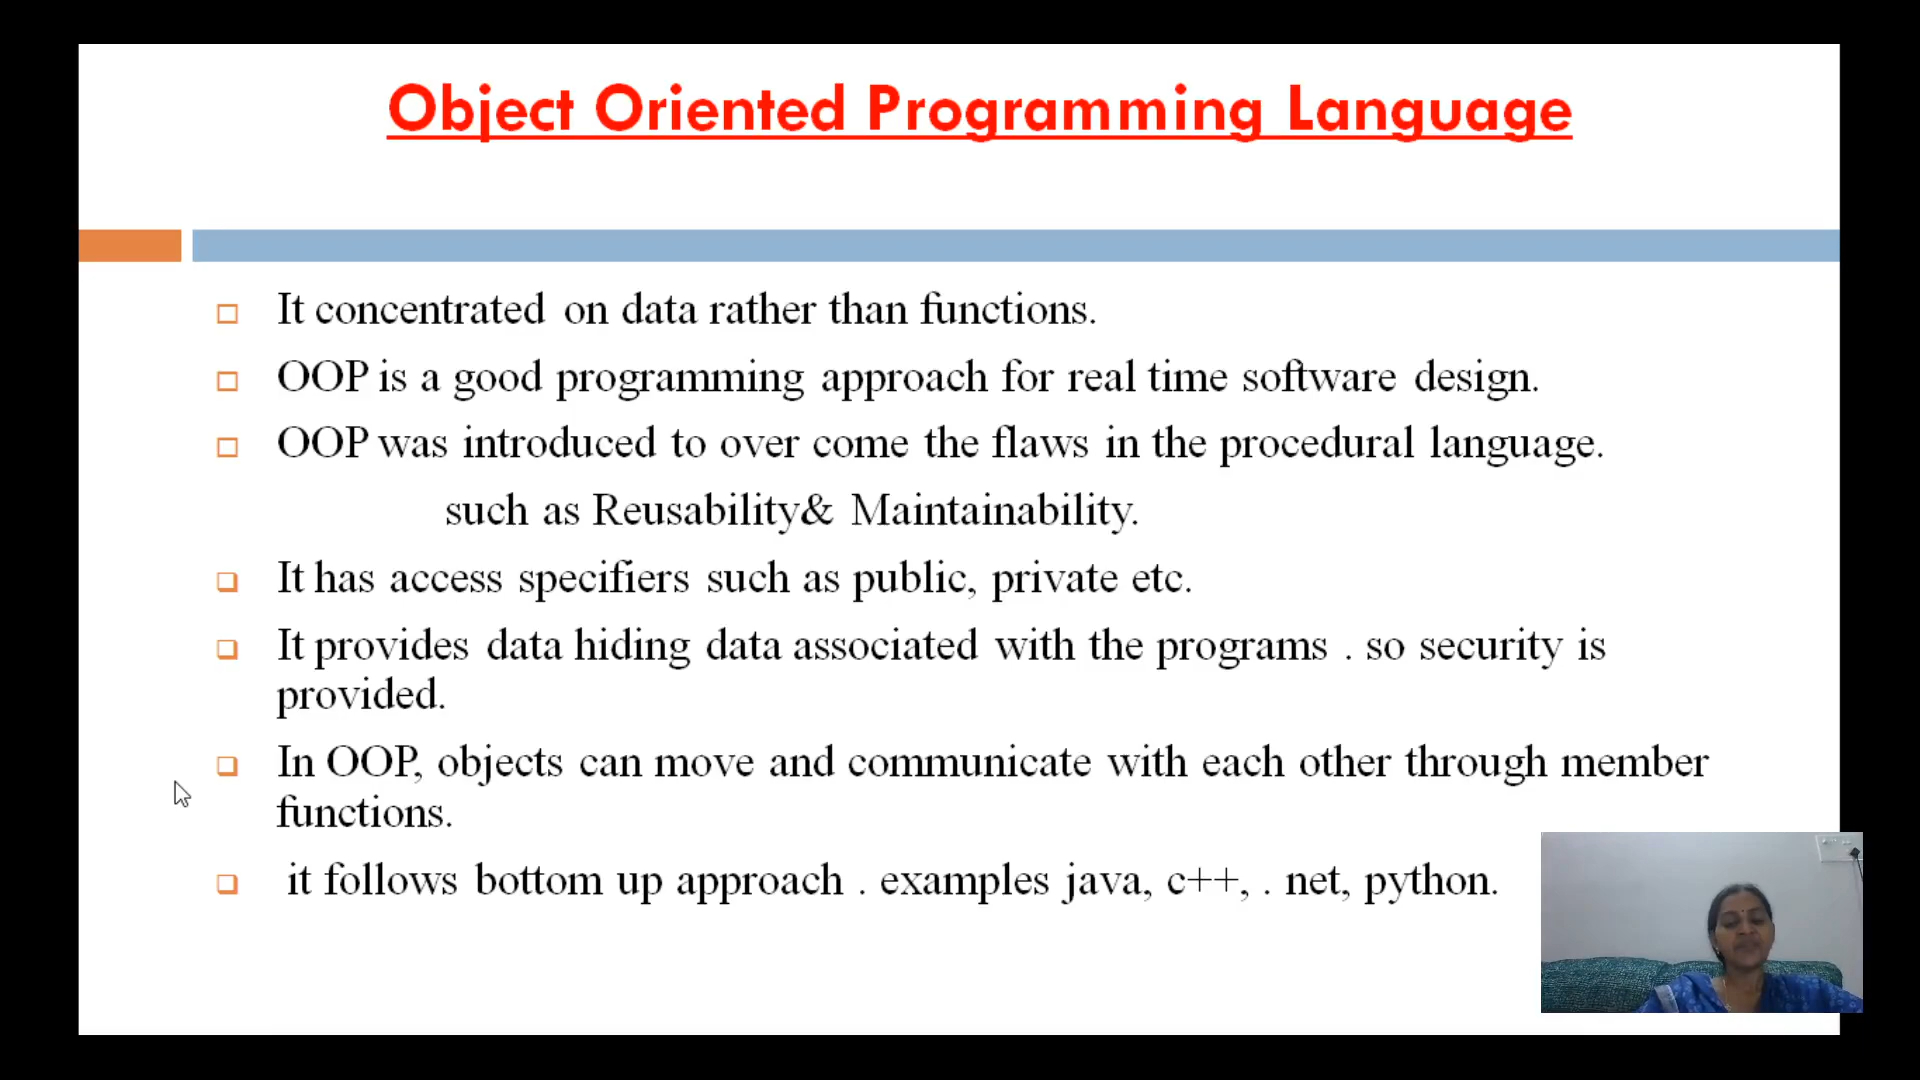 Object Oriented Programming Language
It concentrated on data rather than functions.
OOP is a good programming approach for real time software design.
OOP was introduced to over come the flaws in the procedural language.
such as Reusability& Maintainability.
It has access specifiers such as public, private etc.
It provides data hiding data associated with the programs . so security is
provided.
In OOP, objects can move and communicate with each other through member
functions.
it follows bottom up approach . examples java, c++, . net, python.